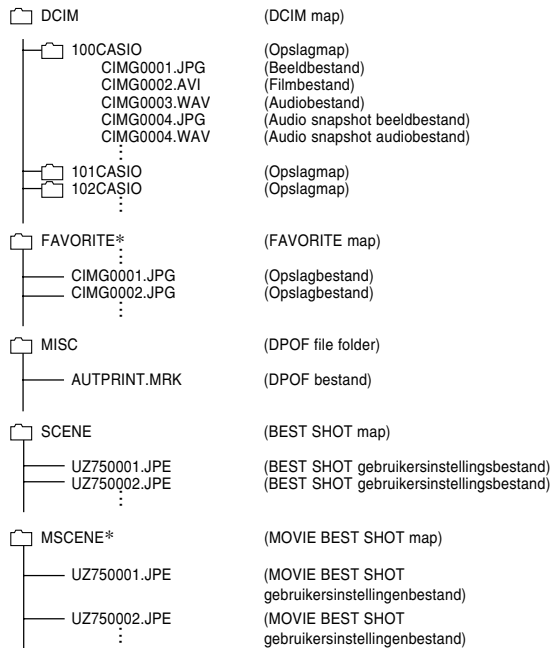 DCIM (DCIM map)
100CASIO (Opslagmap)
CIMG0001.JPG (Beeldbestand)
CIMG0002.AVI (Filmbestand)
CIMG0003.WAV (Audiobestand)
CIMG0004.JPG (Audio snapshot beeldbestand)
CIMG0004.WAV (Audio snapshot audiobestand)
101CASIO (Opslagmap)
102CASIO (Opslagmap)
FAVORITE* (FAVORITE map)
CIMG0001.JPG (Opslagbestand)
CIMG0002.JPG (Opslagbestand)
MISC (DPOF file folder)
AUTPRINT.MRK (DPOF bestand)
SCENE (BEST SHOT map)
UZ750001.JPE (BEST SHOT gebruikersinstellingsbestand)
UZ750002.JPE (BEST SHOT gebruikersinstellingsbestand)
MSCENE* (MOVIE BEST SHOT map)
UZ750001.JPE (MOVIE BEST SHOT
gebruikersinstellingenbestand)
UZ750002.JPE (MOVIE BEST SHOT
gebruikersinstellingenbestand)